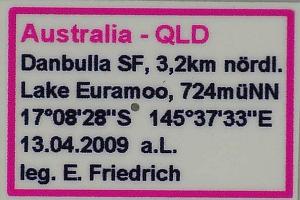 Australia - QLD
Danbulla SF, 3,2km nördl.
Lake Euramoo, 724müNN
17°08'28"S 145°37'33"E
13.04.2009 a.L.
leg. E. Friedrich